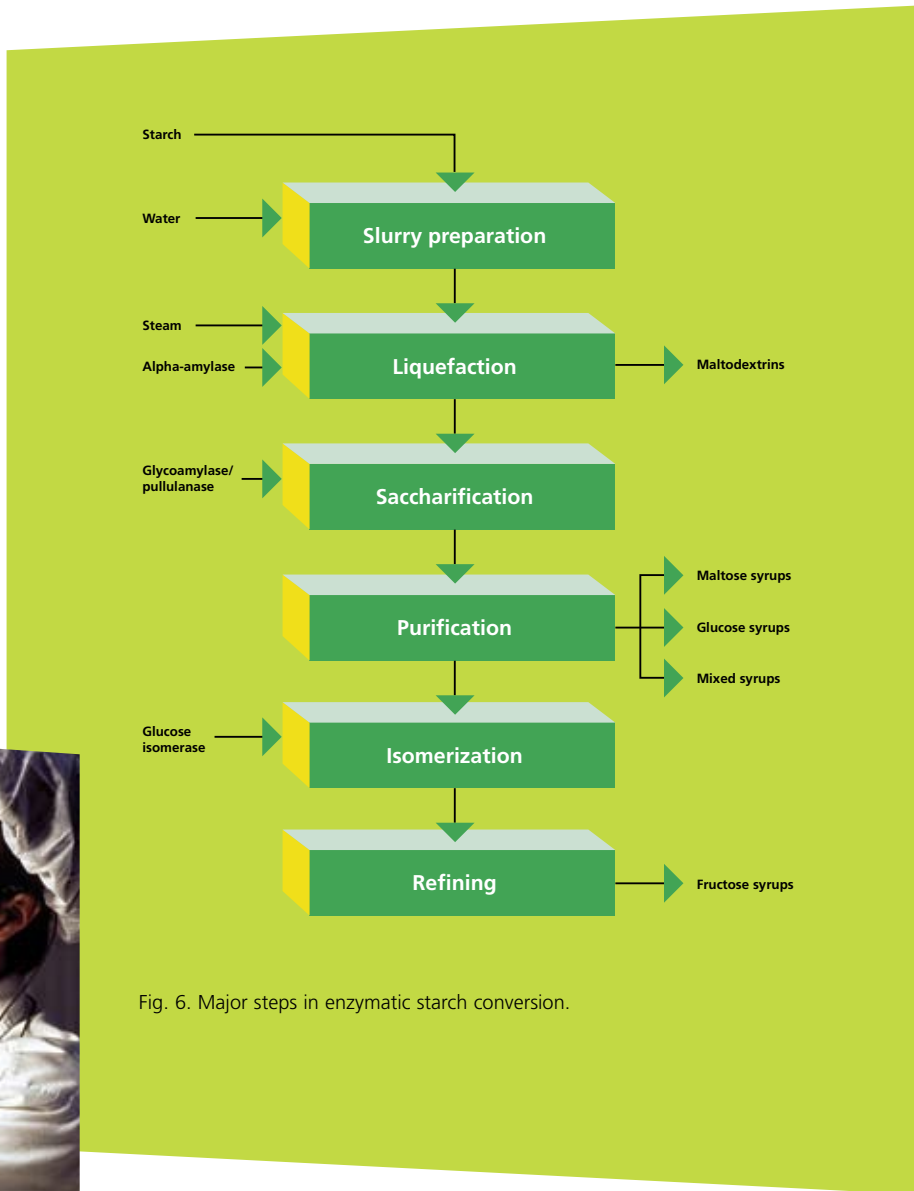 Starch
Water
Slurry preparation
Steam
Alpha-amylase
Liquefaction
Maltodextrins
Glycoamylase/
pullulanase
Saccharification
Purification
Maltose syrups
Glucose syrups
Mixed syrups
Glucose
isomerase
Isomerization
Refining
Fructose syrups
Fig. 6. Major steps in enzymatic starch conversion.